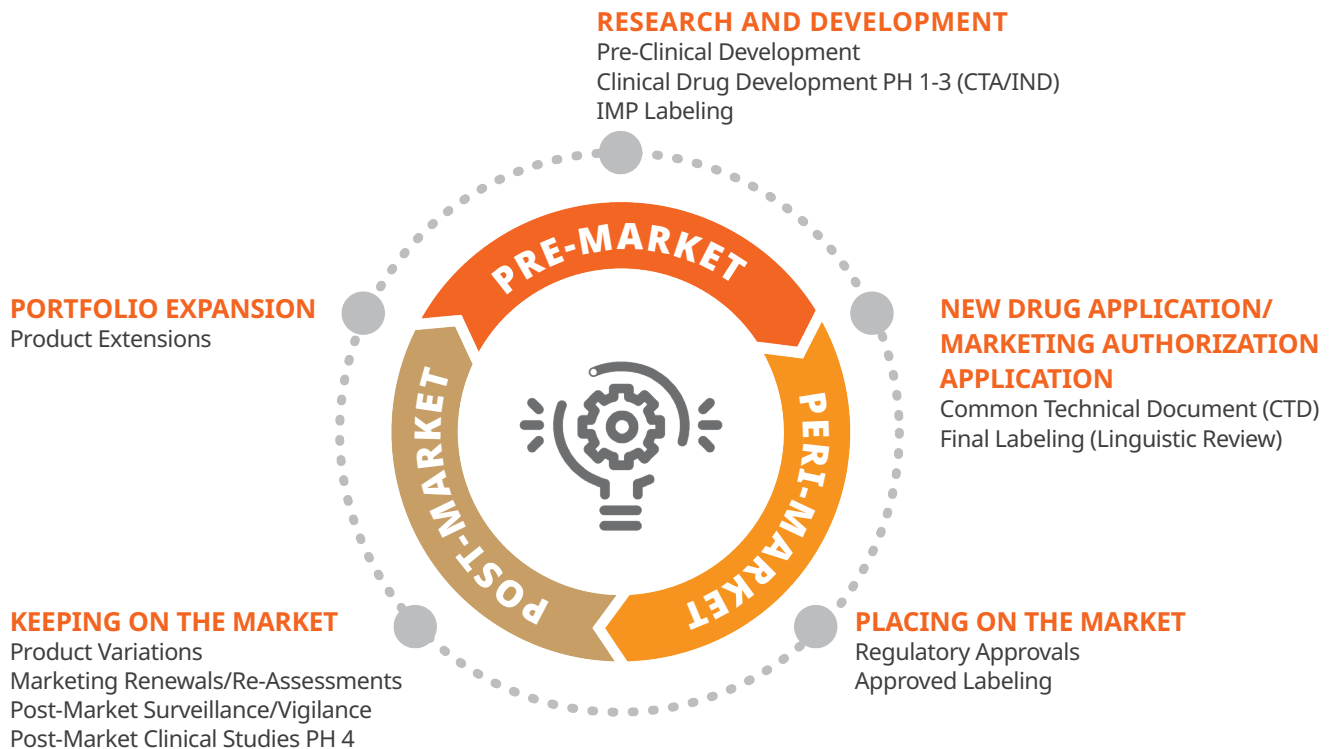 RESEARCH AND DEVELOPMENT
Pre-Clinical Development
Clinical Drug Development PH 1-3 (CTA/IND)
IMP Labeling
PRE-MARKET
PORTFOLIO EXPANSION
Product Extensions
NEW DRUG APPLICATION/
MARKETING AUTHORIZATION
APPLICATION
Common Technical Document (CTD)
Final Labeling (Linguistic Review)
POST-MARKET
PERI-MARKET
KEEPING ON THE MARKET
Product Variations
Marketing Renewals/Re-Assessments
Post-Market Surveillance/Vigilance
Post-Market Clinical Studies PH 4
PLACING ON THE MARKET
Regulatory Approvals
Approved Labeling